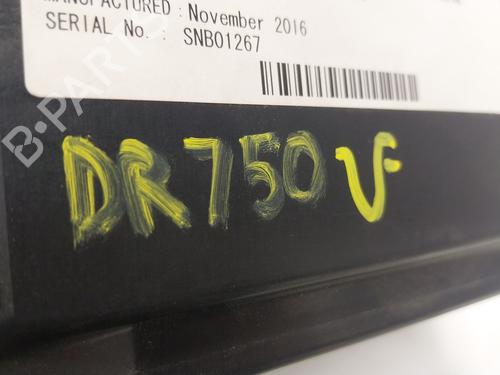 MANUFACTURED : November 2016
SERIAL No. : SNB01267
DR750
B-PARTS